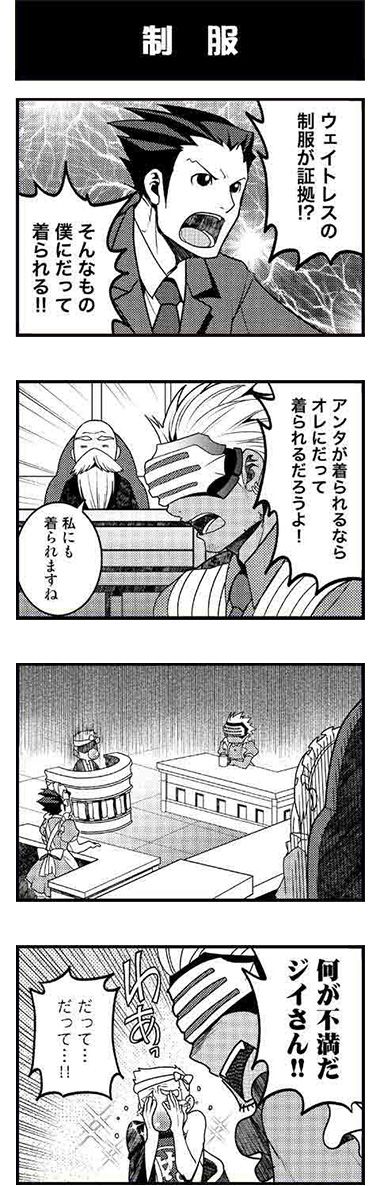 制服
ウェイトレスの
制服が証拠!?
そんなもの
僕にだって
着られる!!
アンタが着られるなら
オレにだって
着られるだろうよ!
私にも
着られますね
何が不満だ
ジイさん!!
わあっ
だって…
だって…!!